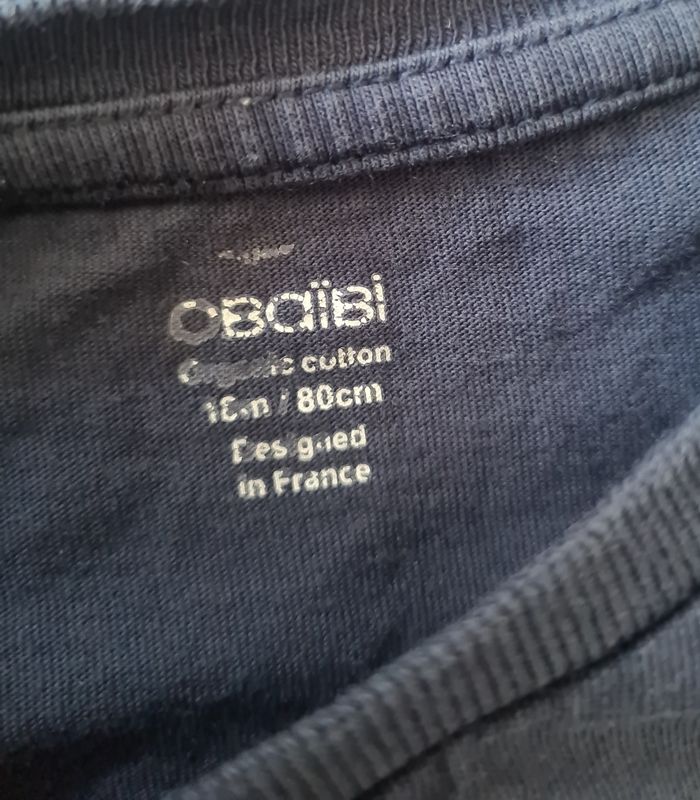 OBaïBi
Organic cotton
18m / 80cm
Designed
in France